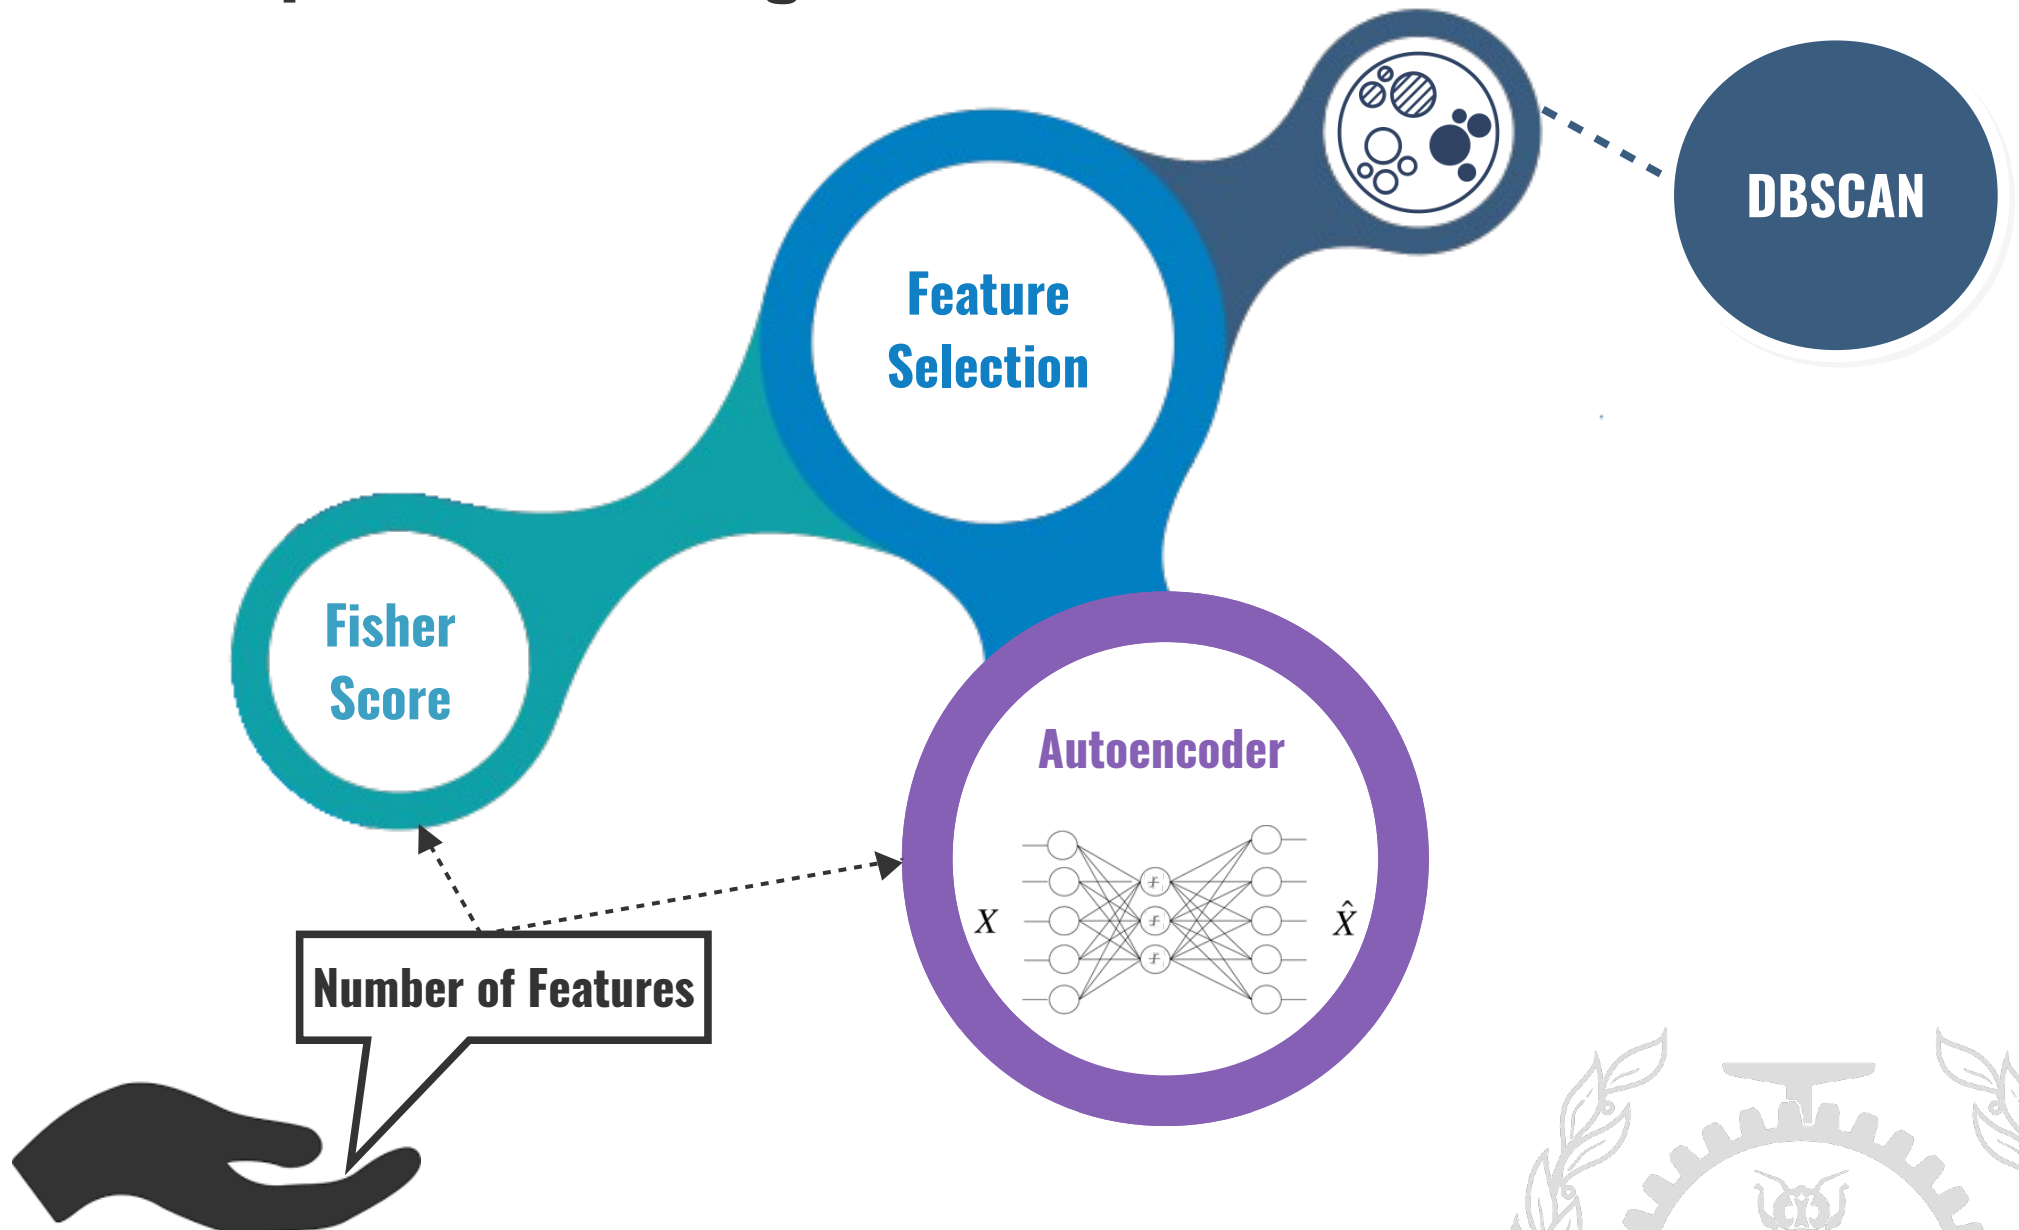 DBSCAN
Feature
Selection
Fisher
Score
Autoencoder
X
X̂
Number of Features